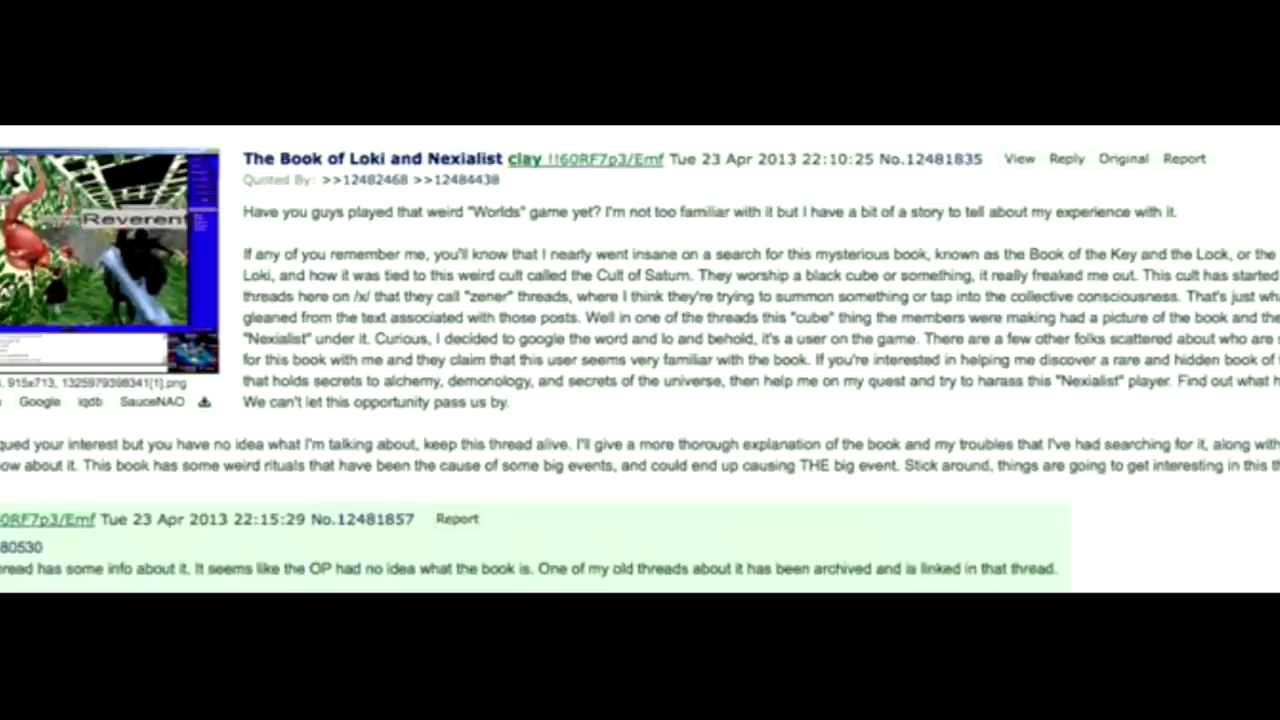 Reverent
The Book of Loki and Nexialist clay !!60RF7p3/Emf Tue 23 Apr 2013 22:10:25 No.12481835 View Reply Original Report
Quoted By: >>12482468 >>12484438
Have you guys played that weird "Worlds" game yet? I'm not too familiar with it but I have a bit of a story to tell about my experience with it.
If any of you remember me, you'll know that I nearly went insane on a search for this mysterious book, known as the Book of the Key and the Lock, or the
Loki, and how it was tied to this weird cult called the Cult of Saturn. They worship a black cube or something, it really freaked me out. This cult has started
threads here on /x/ that they call "zener" threads, where I think they're trying to summon something or tap into the collective consciousness. That's just wh
gleaned from the text associated with those posts. Well in one of the threads this "cube" thing the members were making had a picture of the book and the
"Nexialist" under it. Curious, I decided to google the word and lo and behold, it's a user on the game. There are a few other folks scattered about who are s
for this book with me and they claim that this user seems very familiar with the book. If you're interested in helping me discover a rare and hidden book of
that holds secrets to alchemy, demonology, and secrets of the universe, then help me on my quest and try to harass this "Nexialist" player. Find out what h
We can't let this opportunity pass us by.
, 915x713, 1325979398341[1].png
Google iqdb SauceNAO
qued your interest but you have no idea what I'm talking about, keep this thread alive. I'll give a more thorough explanation of the book and my troubles that I've had searching for it, along with
ow about it. This book has some weird rituals that have been the cause of some big events, and could end up causing THE big event. Stick around, things are going to get interesting in this t
0RF7p3/Emf Tue 23 Apr 2013 22:15:29 No.12481857 Report
80530
hread has some info about it. It seems like the OP had no idea what the book is. One of my old threads about it has been archived and is linked in that thread.